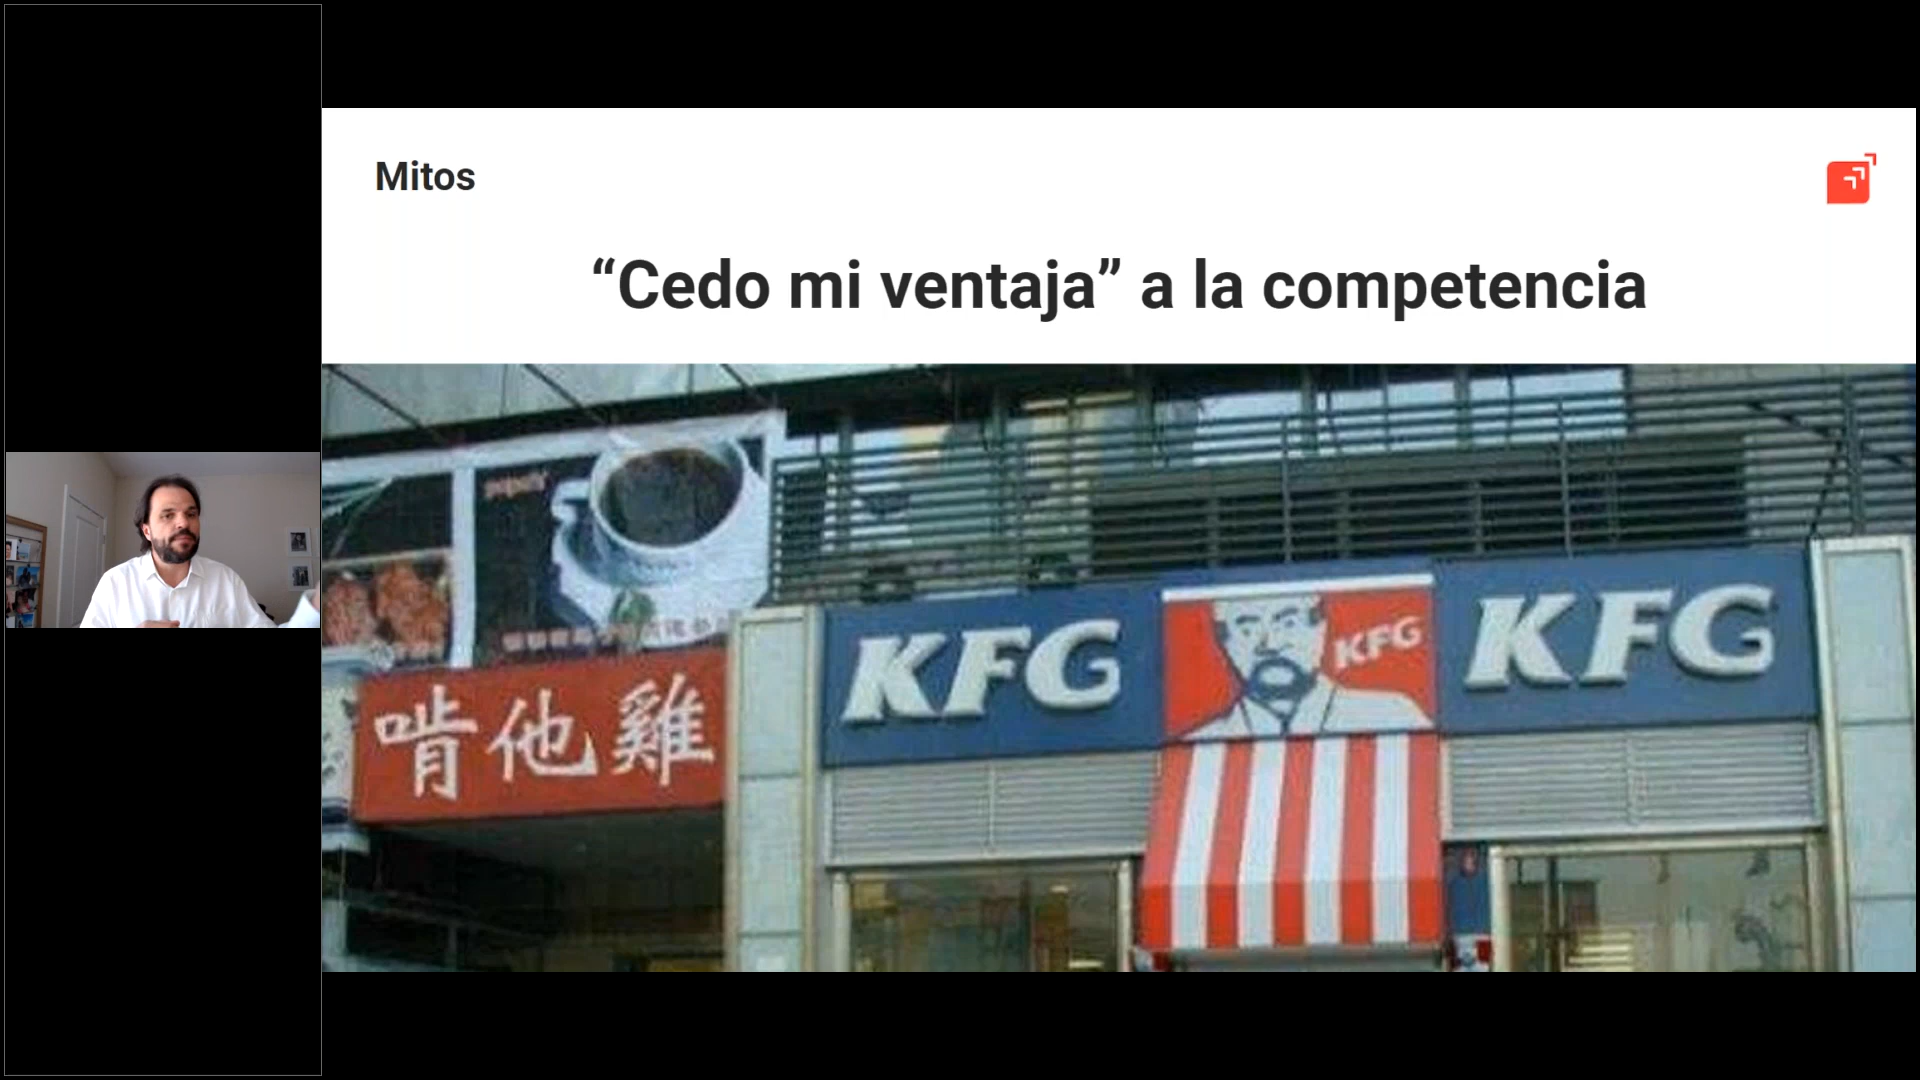 Mitos
“Cedo mi ventaja” a la competencia
KFG
KFG
KFG
啃他雞